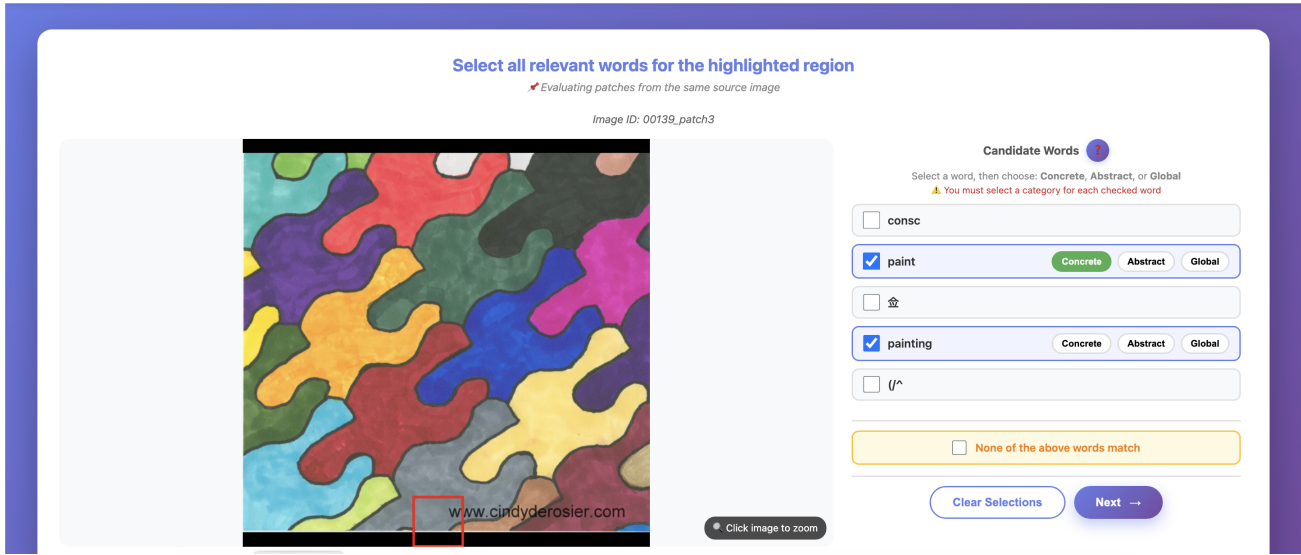 Select all relevant words for the highlighted region
📌 Evaluating patches from the same source image
Image ID: 00139_patch3
www.cindyderosier.com
🔍 Click image to zoom
Candidate Words ❓
Select a word, then choose: Concrete, Abstract, or Global
⚠️ You must select a category for each checked word
consc
paint Concrete Abstract Global
painting Concrete Abstract Global
(/^
None of the above words match
Clear Selections
Next →